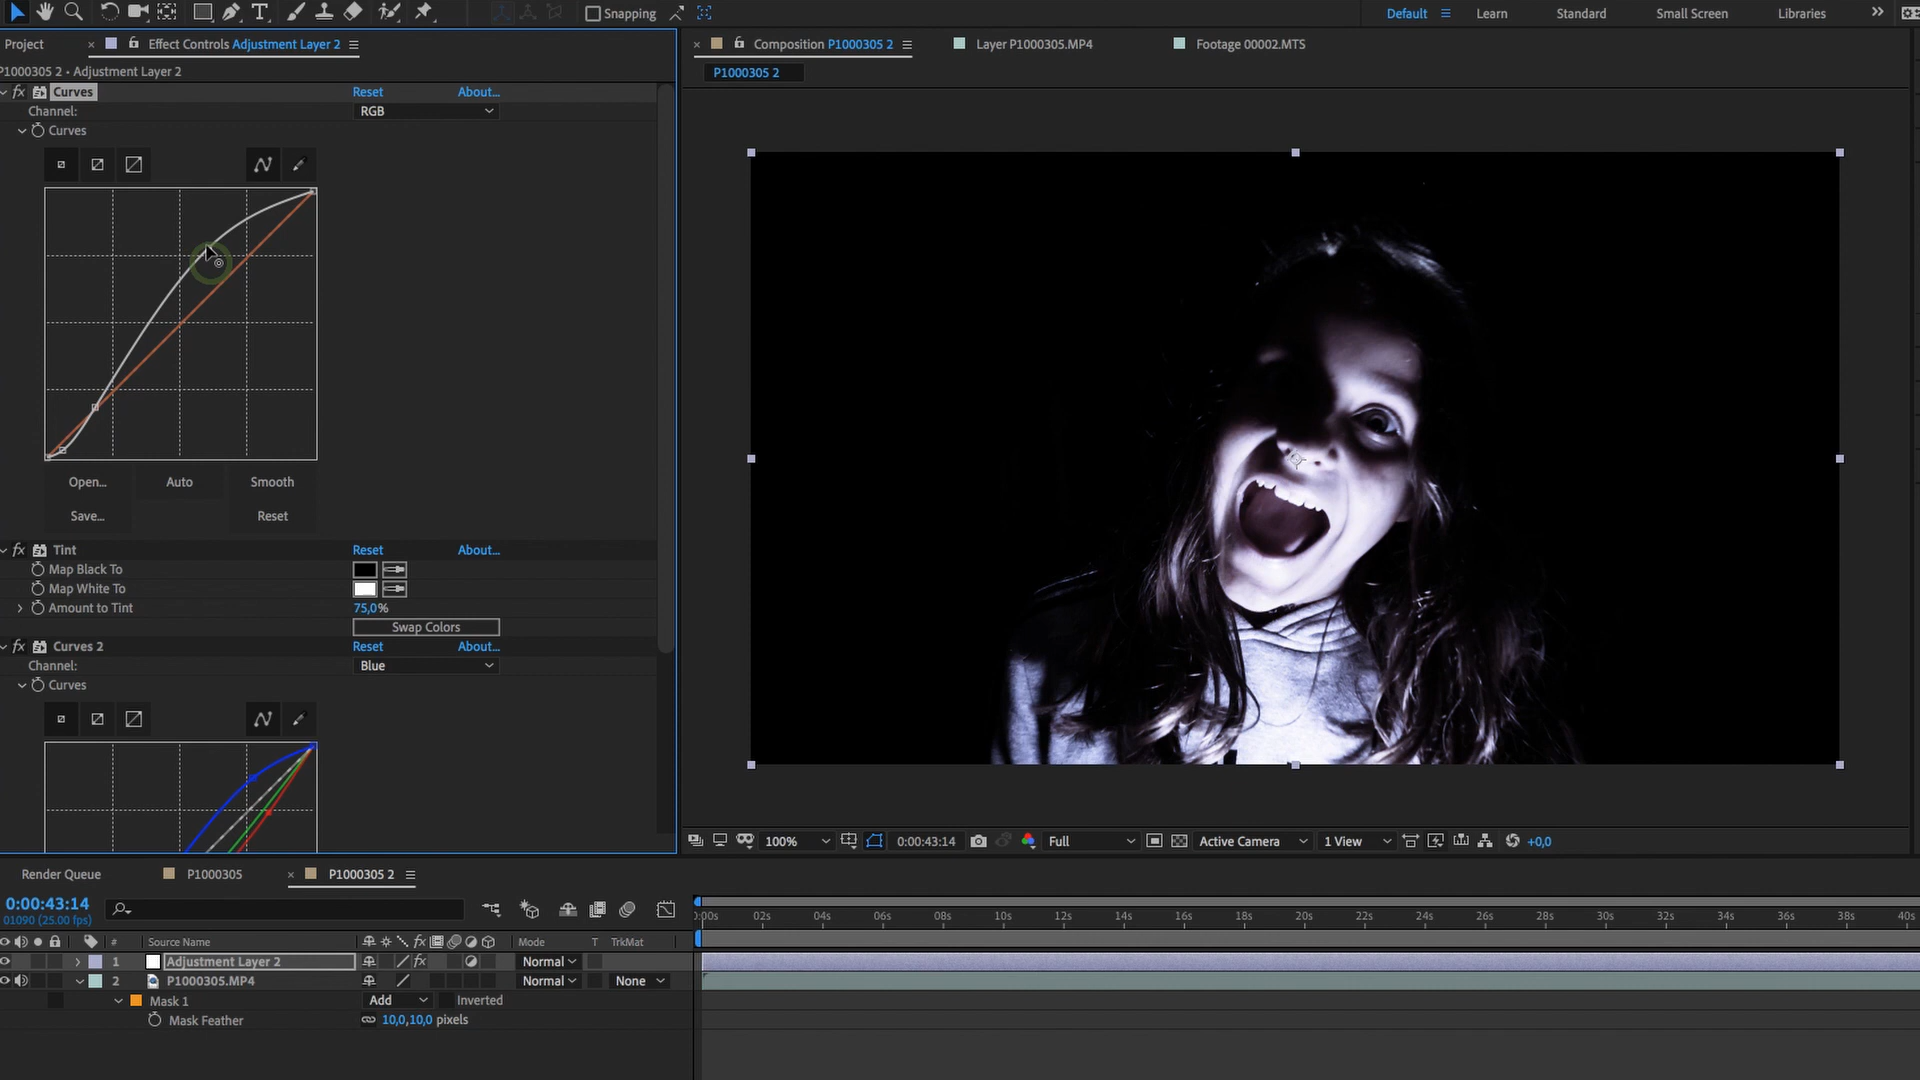 Snapping
Default
Learn
Standard
Small Screen
Libraries
Project
Effect Controls Adjustment Layer 2
Composition P1000305 2
Layer P1000305.MP4
Footage 00002.MTS
P1000305 2 • Adjustment Layer 2
P1000305 2
fx Curves Reset About...
Channel: RGB
Curves
Open... Auto Smooth
Save... Reset
fx Tint Reset About...
Map Black To
Map White To
Amount to Tint 75,0%
Swap Colors
fx Curves 2 Reset About...
Channel: Blue
Curves
100% 0:00:43:14 Full Active Camera 1 View +0,0
Render Queue P1000305 P1000305 2
0:00:43:14
01090 (25.00 fps)
:00s 02s 04s 06s 08s 10s 12s 14s 16s 18s 20s 22s 24s 26s 28s 30s 32s 34s 36s 38s 40s
# Source Name fx Mode T TrkMat
1 Adjustment Layer 2 fx Normal
2 P1000305.MP4 Normal None
Mask 1 Add Inverted
Mask Feather 10,0,10,0 pixels